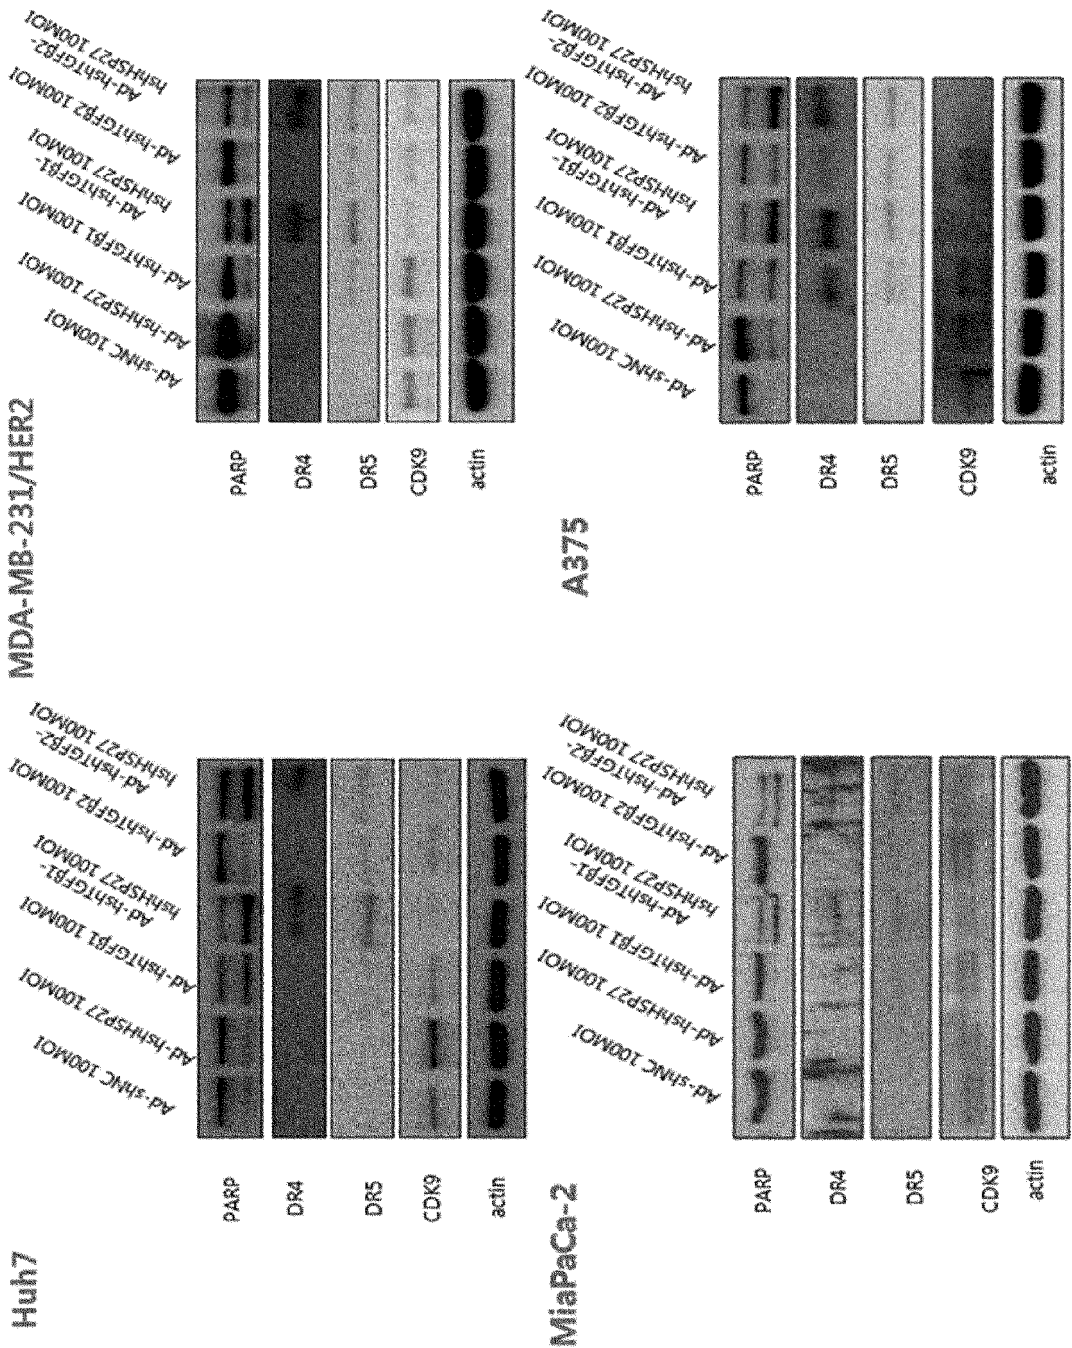 Huh7
Ad-shNC 100MOI
Ad-hshHSP27 100MOI
Ad-hshTGFβ1 100MOI
Ad-hshTGFβ1-
hshHSP27 100MOI
Ad-hshTGFβ2 100MOI
Ad-hshTGFβ2-
hshHSP27 100MOI
PARP
DR4
DR5
CDK9
actin
MDA-MB-231/HER2
Ad-shNC 100MOI
Ad-hshHSP27 100MOI
Ad-hshTGFβ1 100MOI
Ad-hshTGFβ1-
hshHSP27 100MOI
Ad-hshTGFβ2 100MOI
Ad-hshTGFβ2-
hshHSP27 100MOI
PARP
DR4
DR5
CDK9
actin
MiaPaCa-2
Ad-shNC 100MOI
Ad-hshHSP27 100MOI
Ad-hshTGFβ1 100MOI
Ad-hshTGFβ1-
hshHSP27 100MOI
Ad-hshTGFβ2 100MOI
Ad-hshTGFβ2-
hshHSP27 100MOI
PARP
DR4
DR5
CDK9
actin
A375
Ad-shNC 100MOI
Ad-hshHSP27 100MOI
Ad-hshTGFβ1 100MOI
Ad-hshTGFβ1-
hshHSP27 100MOI
Ad-hshTGFβ2 100MOI
Ad-hshTGFβ2-
hshHSP27 100MOI
PARP
DR4
DR5
CDK9
actin